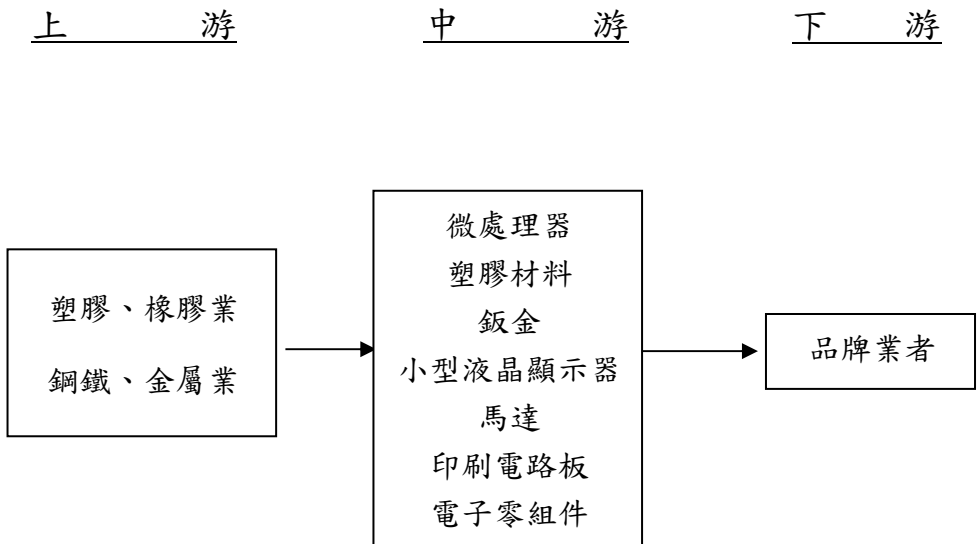 上 游
中 游
下 游
塑膠、橡膠業
鋼鐵、金屬業
微處理器
塑膠材料
鈑金
小型液晶顯示器
馬達
印刷電路板
電子零組件
品牌業者